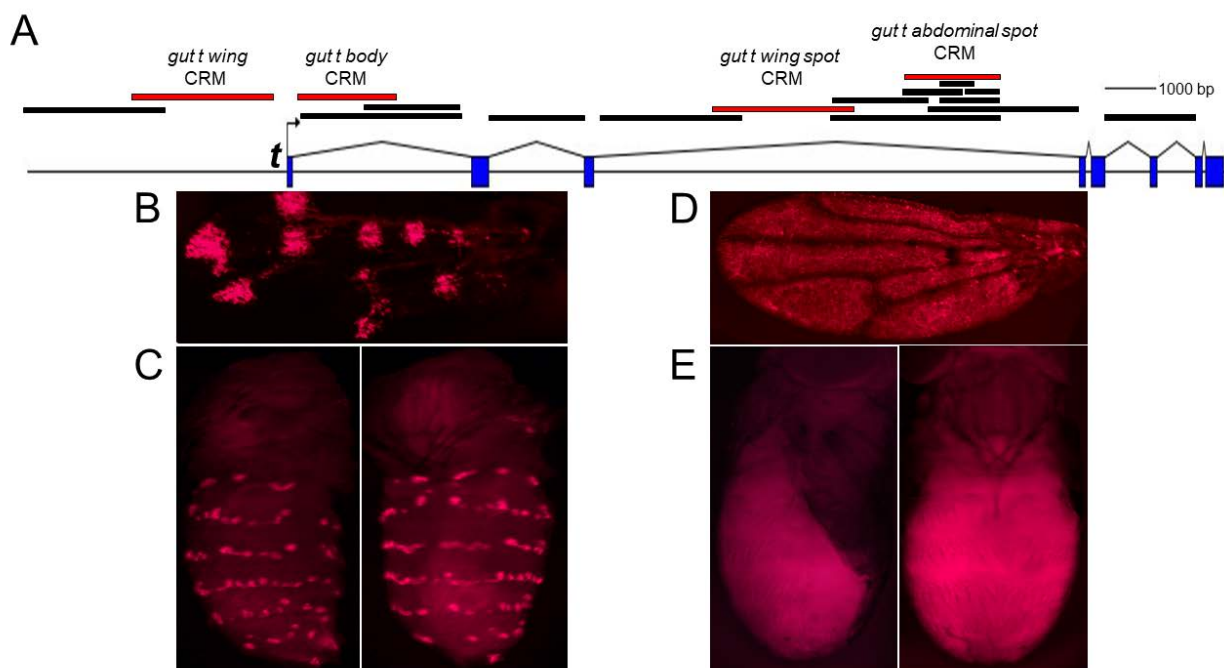 A
gut t wing
CRM
gut t body
CRM
gut t wing spot
CRM
gut t abdominal spot
CRM
1000 bp
t
B
D
C
E